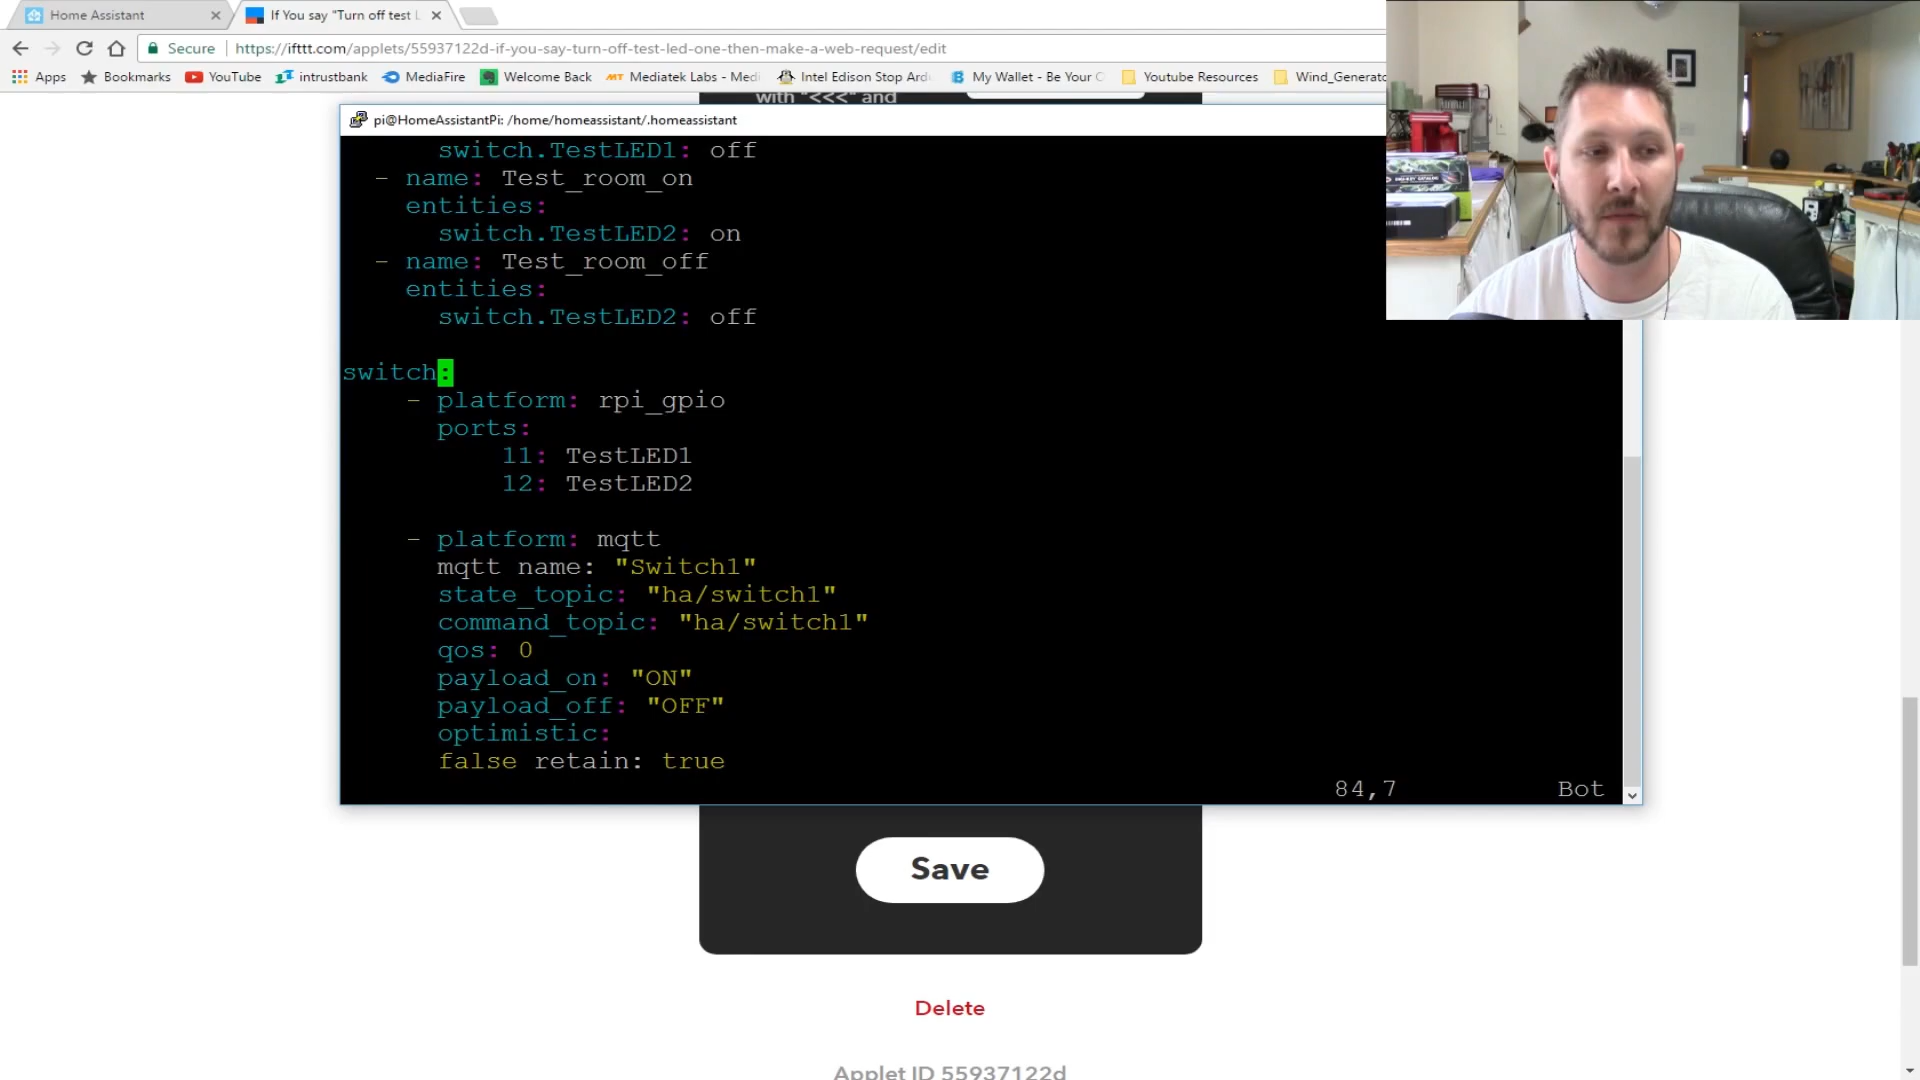 Home Assistant
If You say "Turn off test L
Secure
https://ifttt.com/applets/55937122d-if-you-say-turn-off-test-led-one-then-make-a-web-request/edit
Apps
Bookmarks
YouTube
intrustbank
MediaFire
Welcome Back
Mediatek Labs - Medi
Intel Edison Stop Ardu
My Wallet - Be Your O
Youtube Resources
Wind_Generato
with "<<<" and
pi@HomeAssistantPi: /home/homeassistant/.homeassistant
switch.TestLED1: off
- name: Test_room_on
entities:
switch.TestLED2: on
- name: Test_room_off
entities:
switch.TestLED2: off
switch:
- platform: rpi_gpio
ports:
11: TestLED1
12: TestLED2
- platform: mqtt
mqtt name: "Switch1"
state_topic: "ha/switch1"
command_topic: "ha/switch1"
qos: 0
payload_on: "ON"
payload_off: "OFF"
optimistic:
false retain: true
84,7
Bot
Save
Delete
Applet ID 55937122d